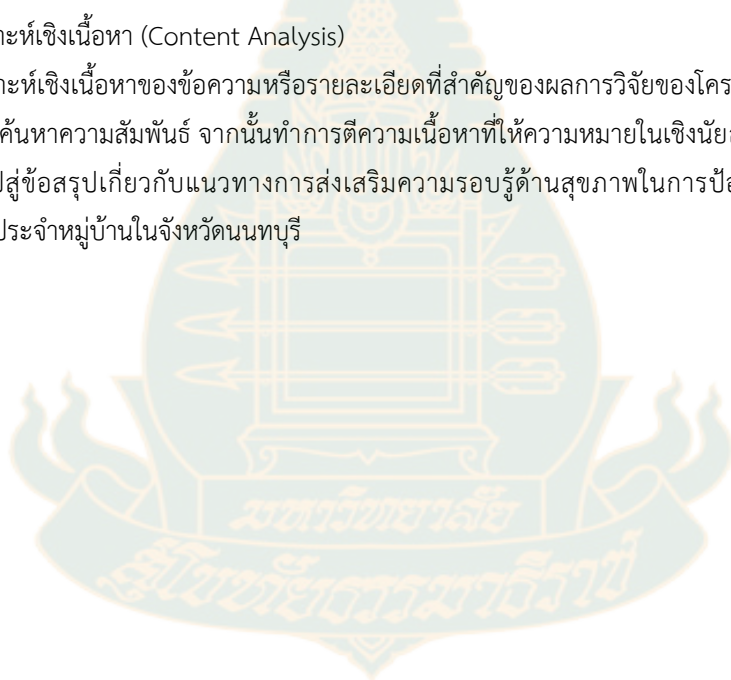 าะห์เชิงเนื้อหา (Content Analysis)
าะห์เชิงเนื้อหาของข้อความหรือรายละเอียดที่สำคัญของผลการวิจัยของโคร
ค้นหาความสัมพันธ์ จากนั้นทำการตีความเนื้อหาที่ให้ความหมายในเชิงนัย
ปสู่ข้อสรุปเกี่ยวกับแนวทางการส่งเสริมความรอบรู้ด้านสุขภาพในการป้อ
ประจำหมู่บ้านในจังหวัดนนทบุรี
มหาวิทยาลัย
สุโขทัยธรรมาธิราช